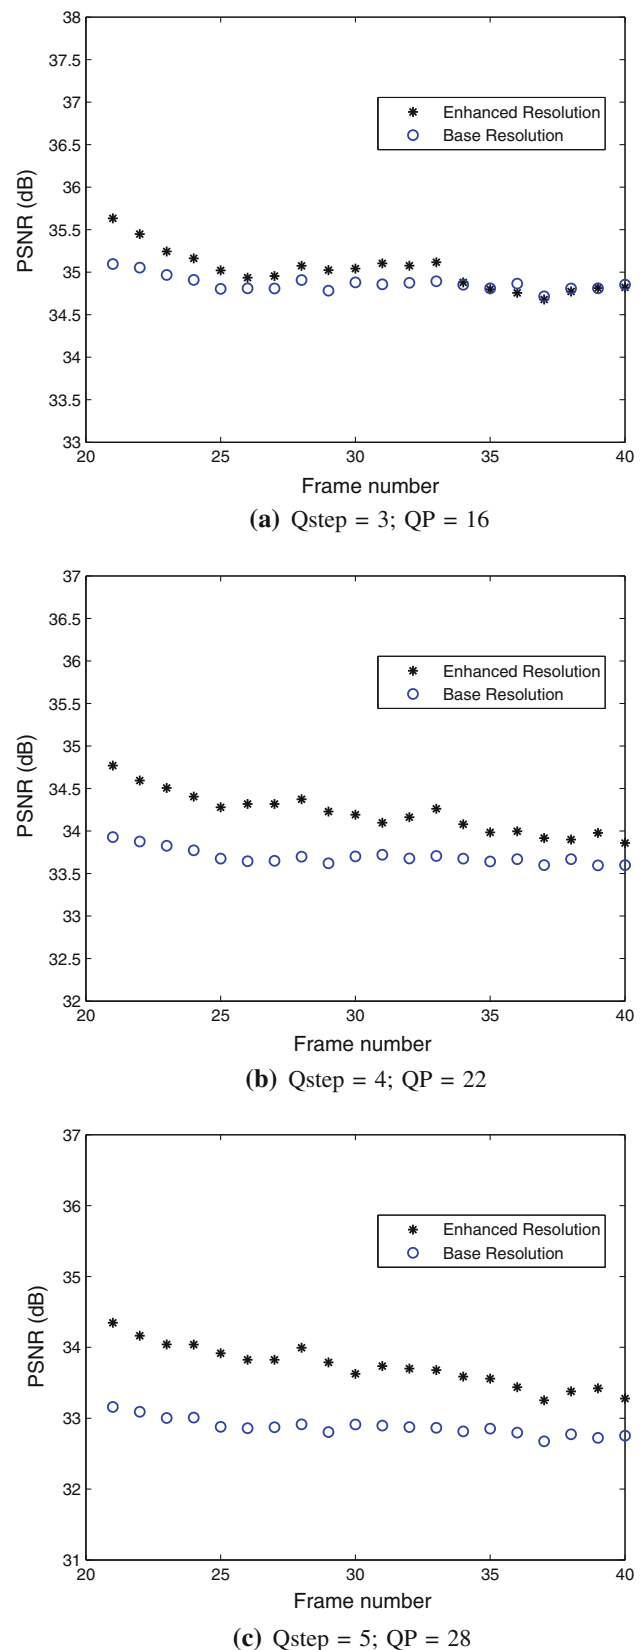 38
37.5
37
36.5
36
35.5
35
34.5
34
33.5
33
PSNR (dB)
Enhanced Resolution
Base Resolution
20 25 30 35 40
Frame number
(a) Qstep = 3; QP = 16
37
36.5
36
35.5
35
34.5
34
33.5
33
32.5
32
PSNR (dB)
Enhanced Resolution
Base Resolution
20 25 30 35 40
Frame number
(b) Qstep = 4; QP = 22
37
36
35
34
33
32
31
PSNR (dB)
Enhanced Resolution
Base Resolution
20 25 30 35 40
Frame number
(c) Qstep = 5; QP = 28